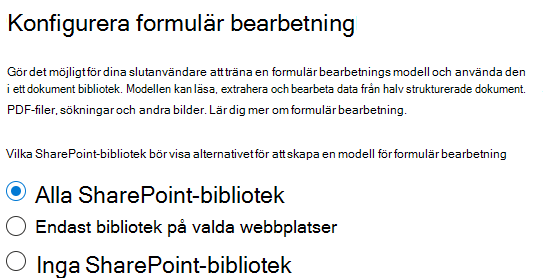 Konfigurera formulär bearbetning
Gör det möjligt för dina slutanvändare att träna en formulär bearbetnings modell och använda den
i ett dokument bibliotek. Modellen kan läsa, extrahera och bearbeta data från halv strukturerade dokument.
PDF-filer, sökningar och andra bilder. Lär dig mer om formulär bearbetning.
Vilka SharePoint-bibliotek bör visa alternativet för att skapa en modell för formulär bearbetning
Alla SharePoint-bibliotek
Endast bibliotek på valda webbplatser
Inga SharePoint-bibliotek